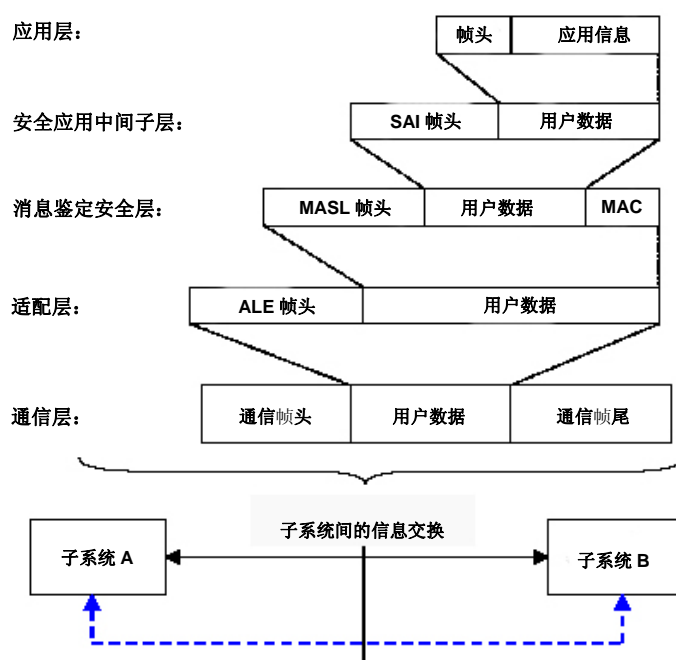 应用层：
帧头 应用信息
安全应用中间子层：
SAI 帧头 用户数据
消息鉴定安全层：
MASL 帧头 用户数据 MAC
适配层：
ALE 帧头 用户数据
通信层：
通信帧头 用户数据 通信帧尾
子系统间的信息交换
子系统 A
子系统 B